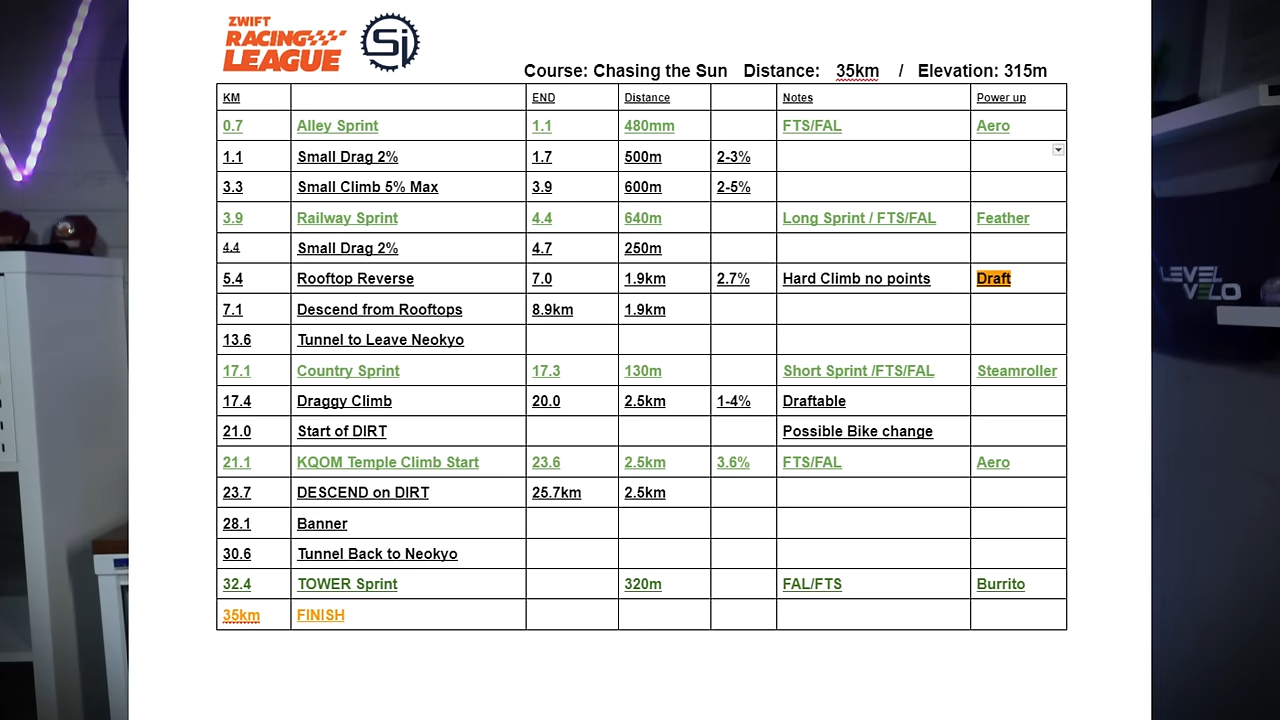 ZWIFT
RACING
LEAGUE
Sj
Course: Chasing the Sun Distance: 35km / Elevation: 315m
KM END Distance Notes Power up
0.7 Alley Sprint 1.1 480mm FTS/FAL Aero
1.1 Small Drag 2% 1.7 500m 2-3%
3.3 Small Climb 5% Max 3.9 600m 2-5%
3.9 Railway Sprint 4.4 640m Long Sprint / FTS/FAL Feather
4.4 Small Drag 2% 4.7 250m
5.4 Rooftop Reverse 7.0 1.9km 2.7% Hard Climb no points Draft
7.1 Descend from Rooftops 8.9km 1.9km
13.6 Tunnel to Leave Neokyo
17.1 Country Sprint 17.3 130m Short Sprint /FTS/FAL Steamroller
17.4 Draggy Climb 20.0 2.5km 1-4% Draftable
21.0 Start of DIRT Possible Bike change
21.1 KQOM Temple Climb Start 23.6 2.5km 3.6% FTS/FAL Aero
23.7 DESCEND on DIRT 25.7km 2.5km
28.1 Banner
30.6 Tunnel Back to Neokyo
32.4 TOWER Sprint 320m FAL/FTS Burrito
35km FINISH
LEVEL
VELO